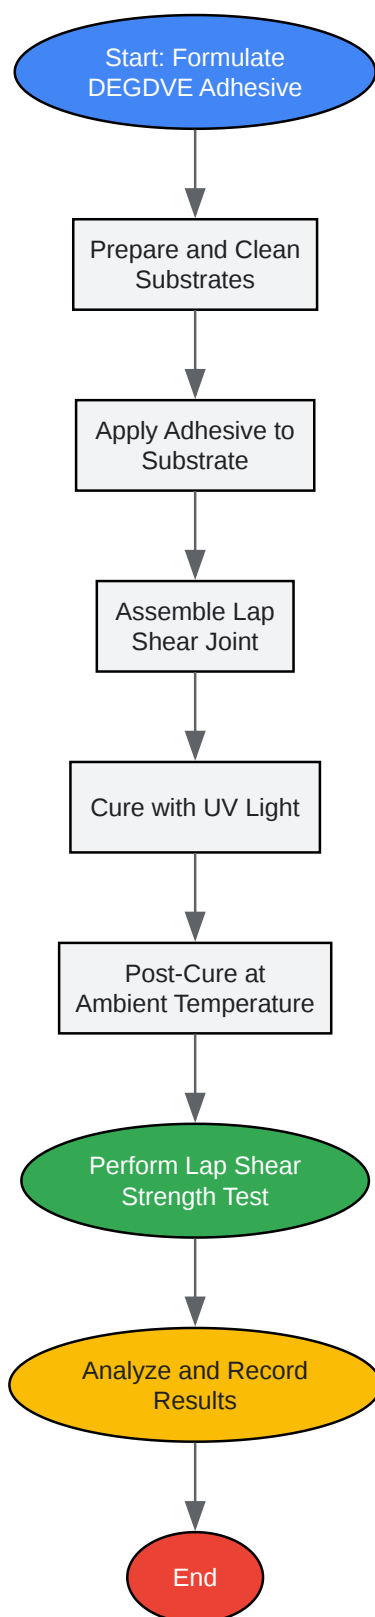 Start: Formulate
DEGDVE Adhesive
Prepare and Clean
Substrates
Apply Adhesive to
Substrate
Assemble Lap
Shear Joint
Cure with UV Light
Post-Cure at
Ambient Temperature
Perform Lap Shear
Strength Test
Analyze and Record
Results
End